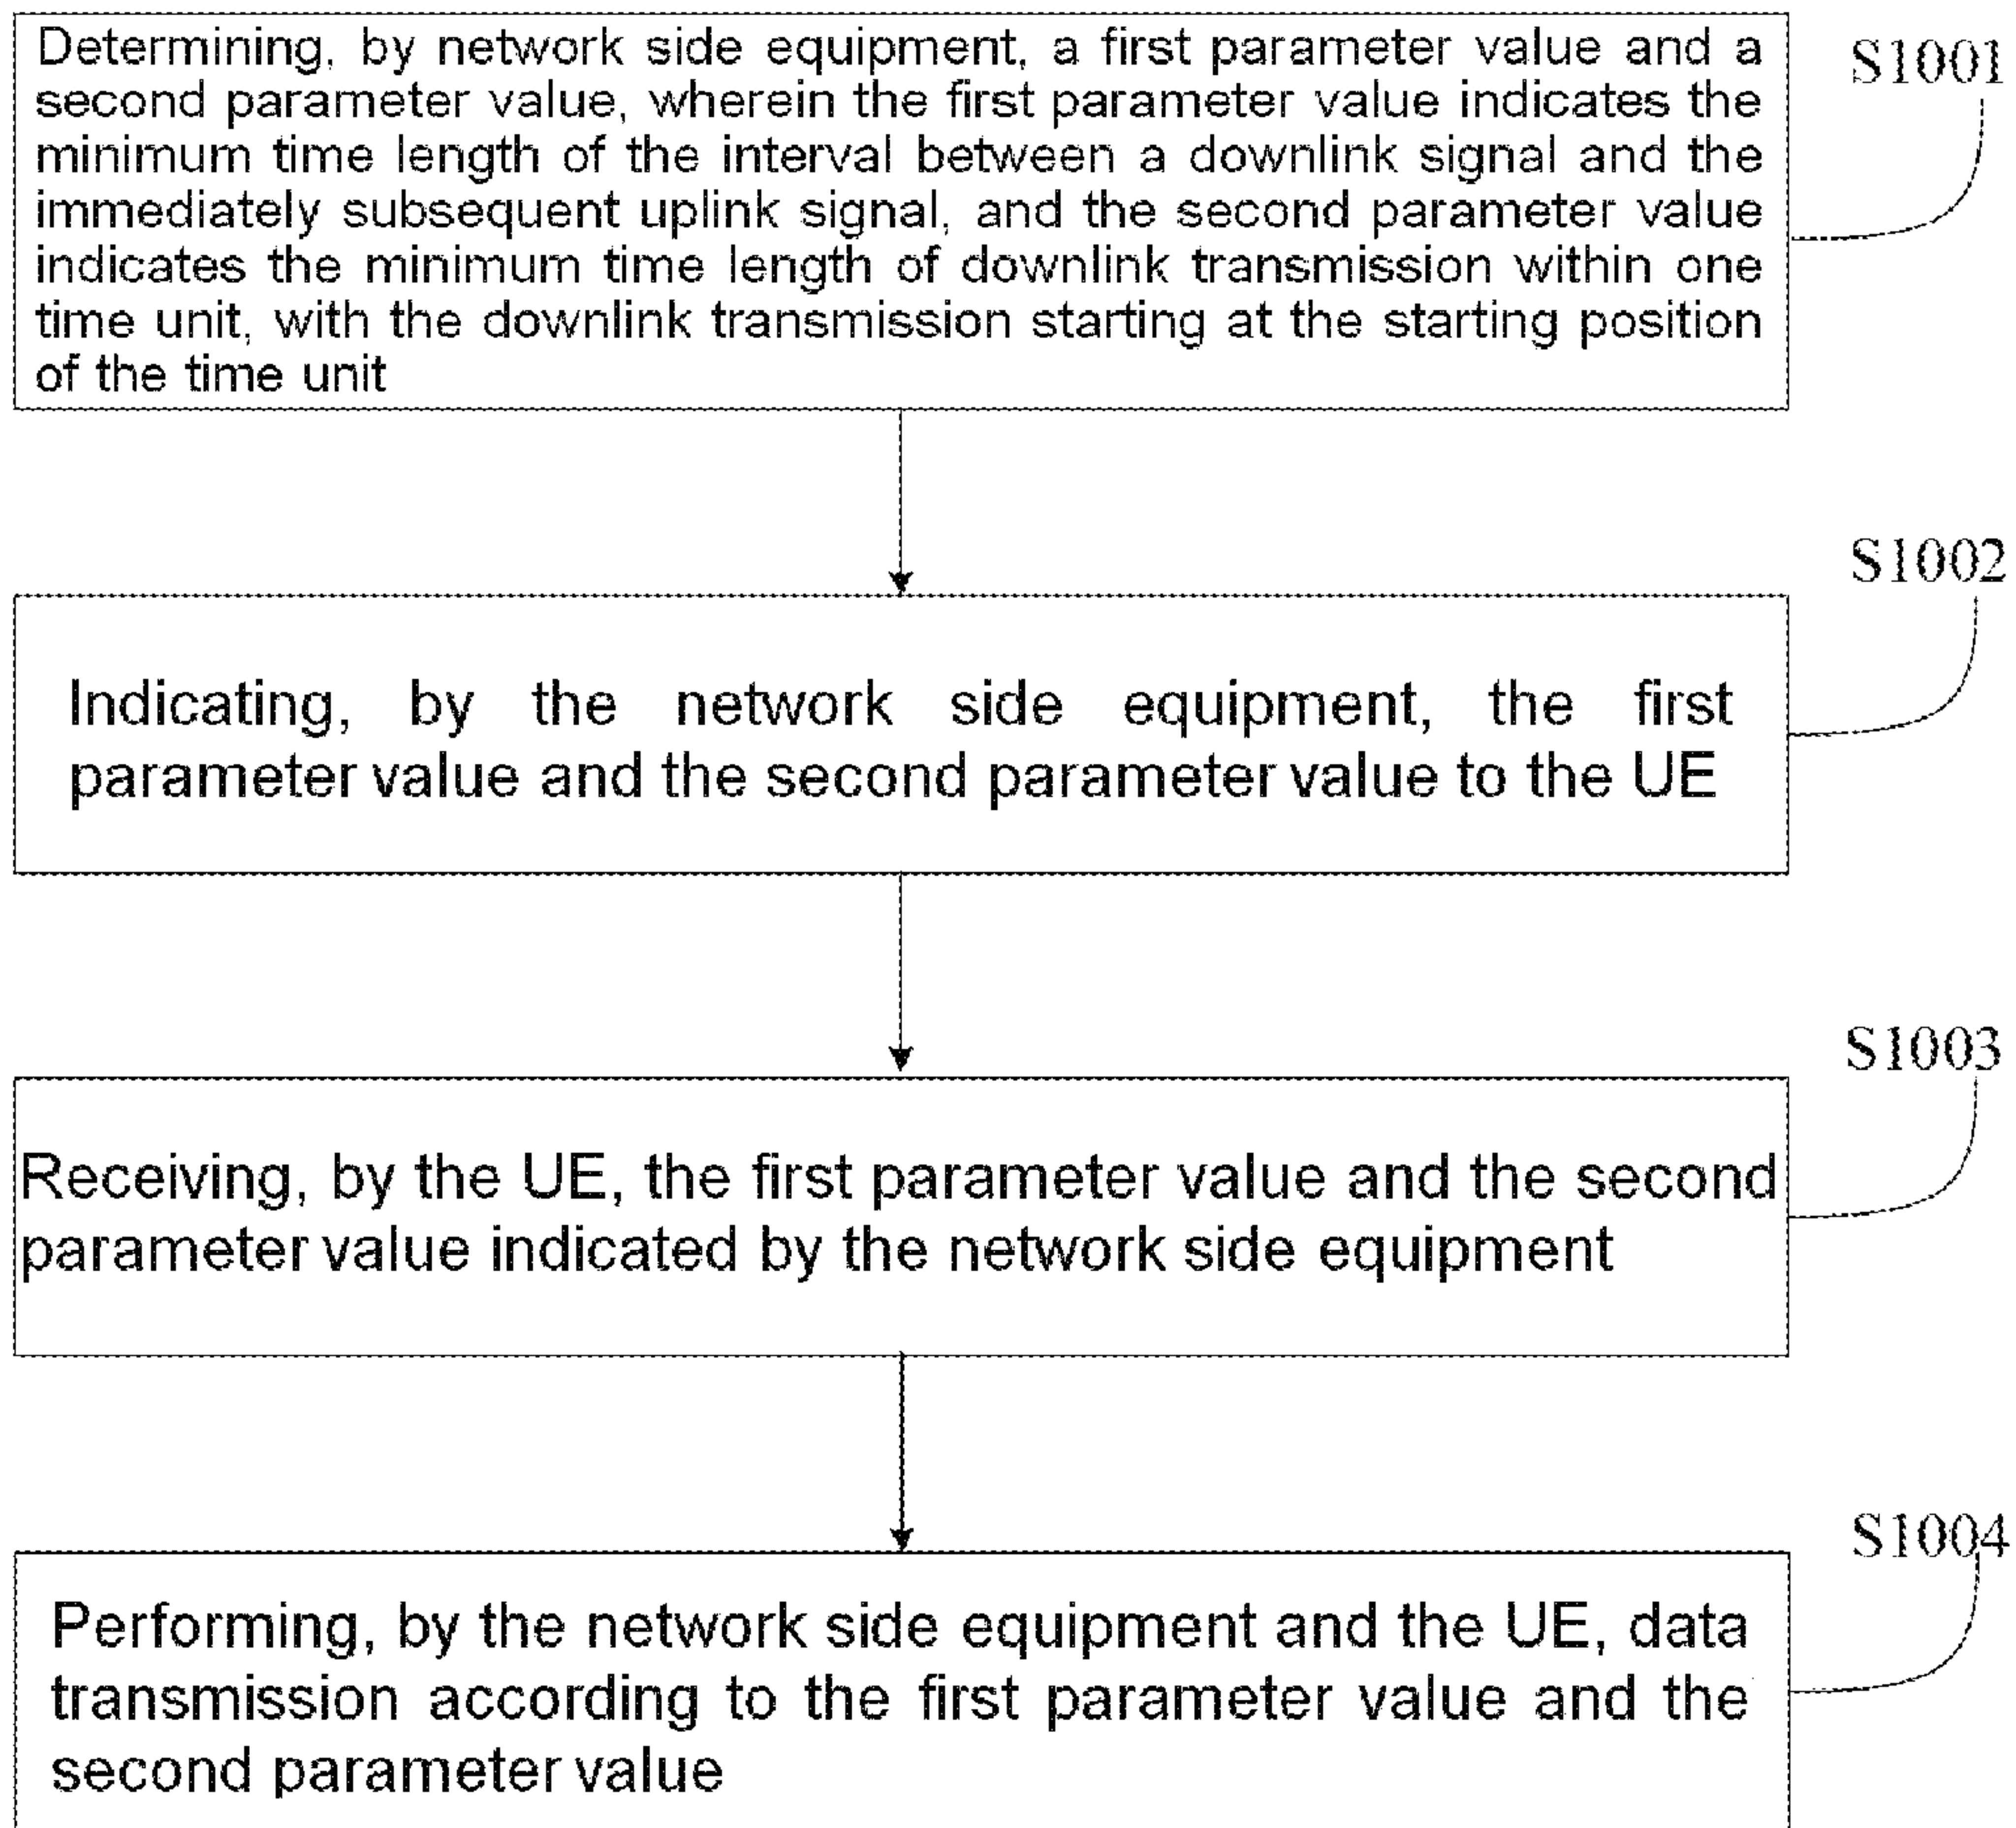 Determining, by network side equipment, a first parameter value and a
second parameter value, wherein the first parameter value indicates the
minimum time length of the interval between a downlink signal and the
immediately subsequent uplink signal, and the second parameter value
indicates the minimum time length of downlink transmission within one
time unit, with the downlink transmission starting at the starting position
of the time unit
S1001
S1002
Indicating, by the network side equipment, the first
parameter value and the second parameter value to the UE
S1003
Receiving, by the UE, the first parameter value and the second
parameter value indicated by the network side equipment
S1004
Performing, by the network side equipment and the UE, data
transmission according to the first parameter value and the
second parameter value